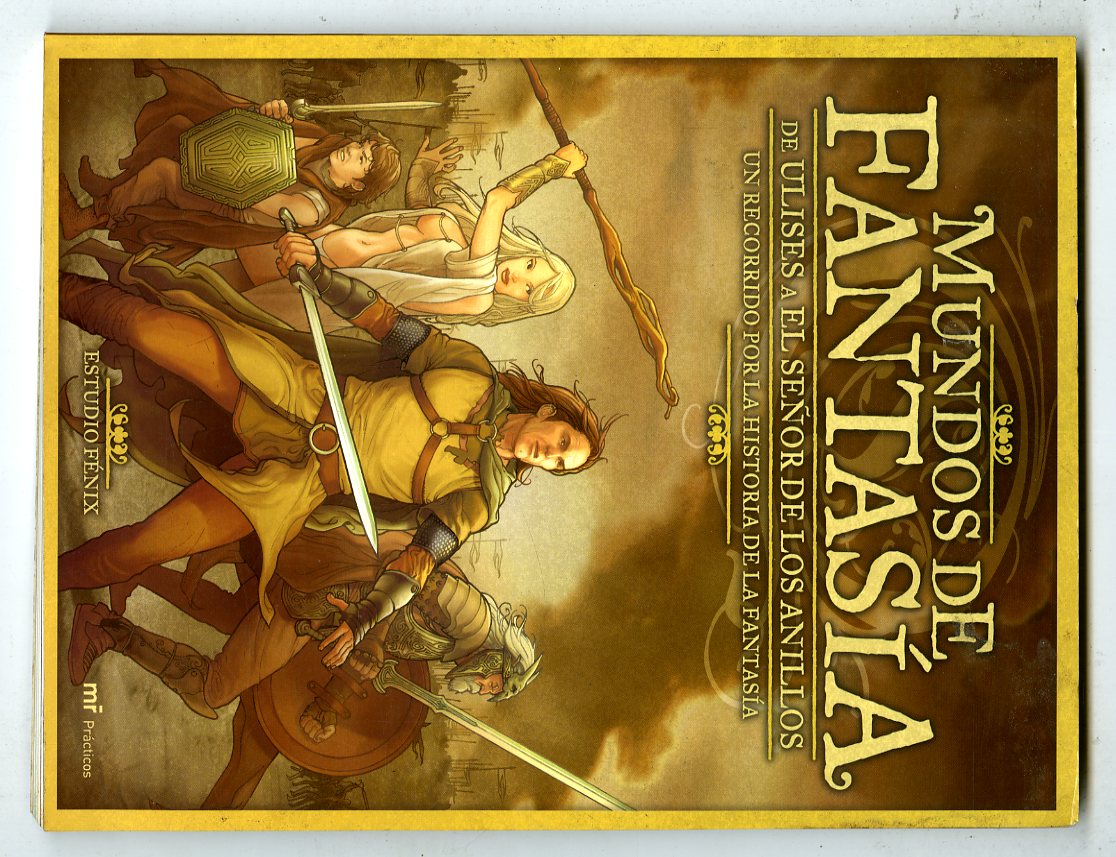 MUNDOS DE
FANTASÍA
DE ULISES A EL SEÑOR DE LOS ANILLOS
UN RECORRIDO POR LA HISTORIA DE LA FANTASÍA
ESTUDIO FÉNIX
mr Prácticos